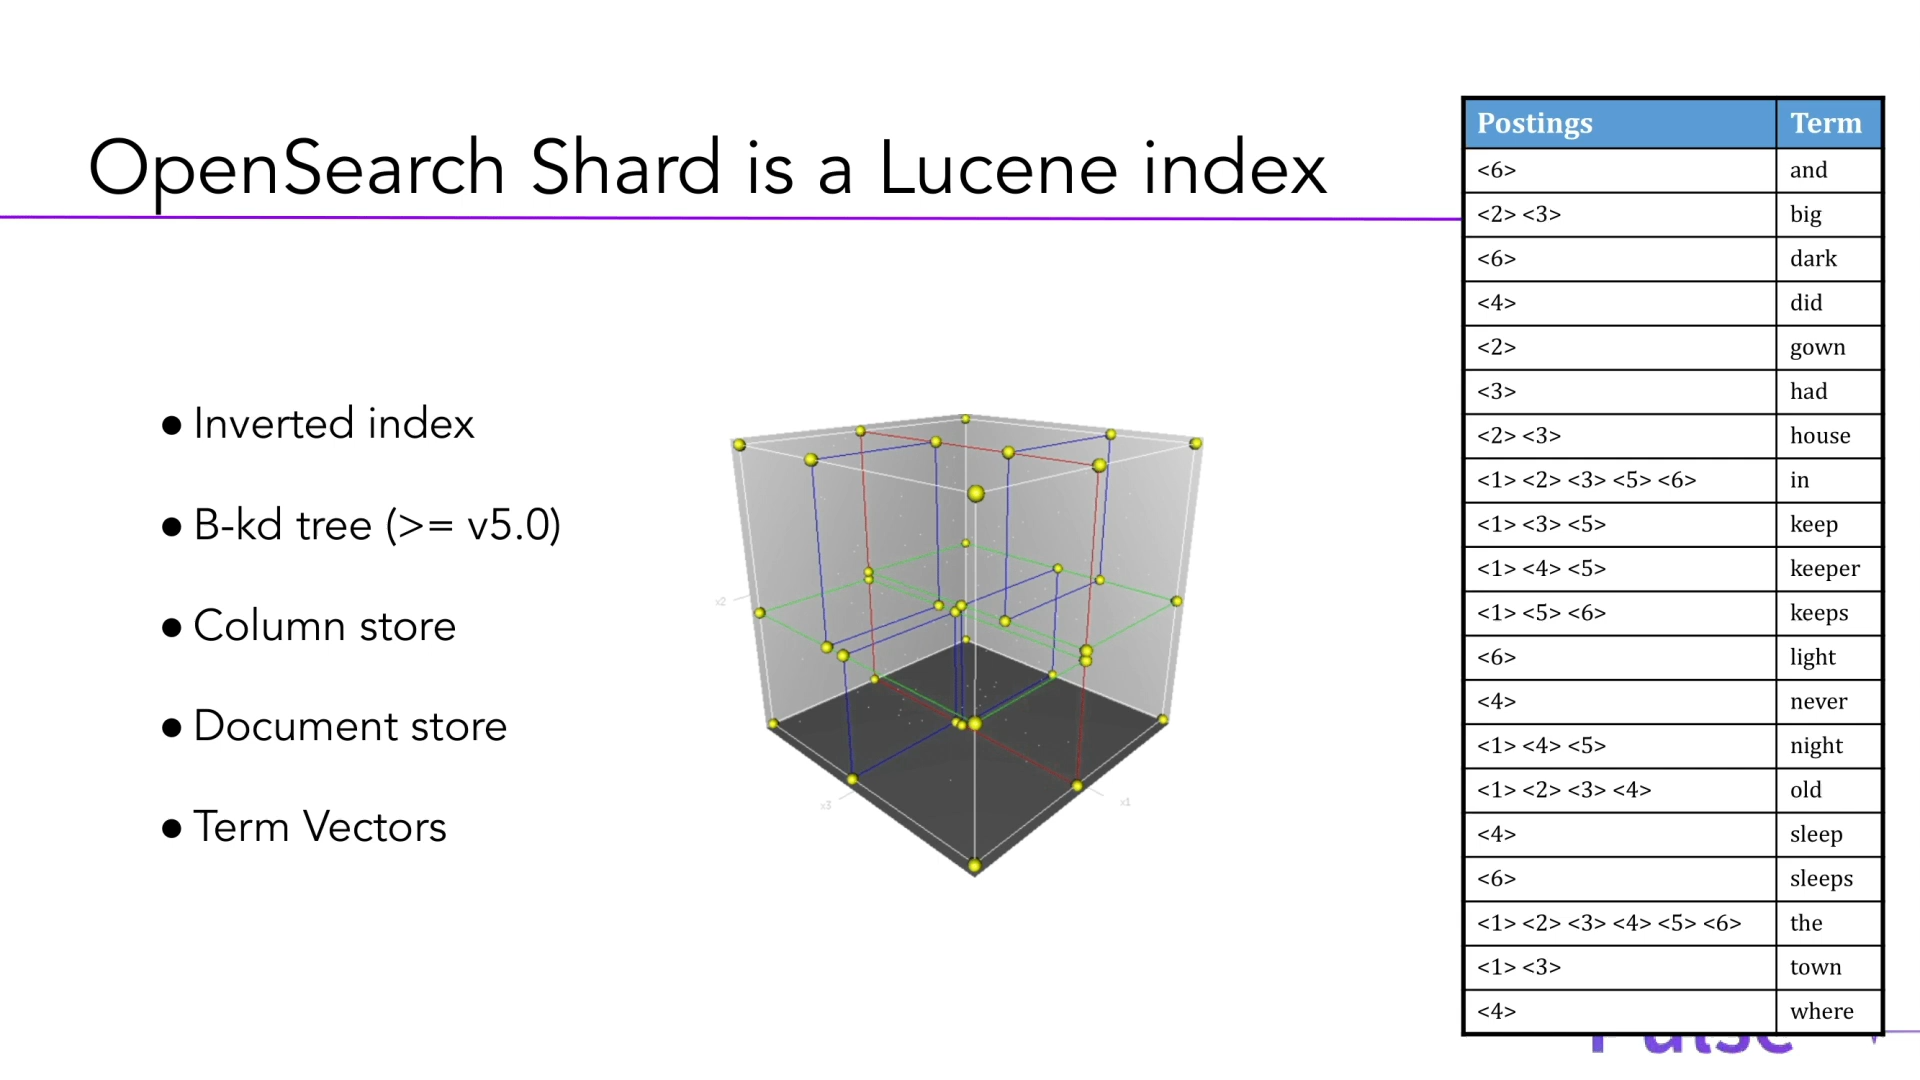 OpenSearch Shard is a Lucene index
● Inverted index
● B-kd tree (>= v5.0)
● Column store
● Document store
● Term Vectors
x2
x3
x1
Postings Term
<6> and
<2> <3> big
<6> dark
<4> did
<2> gown
<3> had
<2> <3> house
<1> <2> <3> <5> <6> in
<1> <3> <5> keep
<1> <4> <5> keeper
<1> <5> <6> keeps
<6> light
<4> never
<1> <4> <5> night
<1> <2> <3> <4> old
<4> sleep
<6> sleeps
<1> <2> <3> <4> <5> <6> the
<1> <3> town
<4> where
Pulse